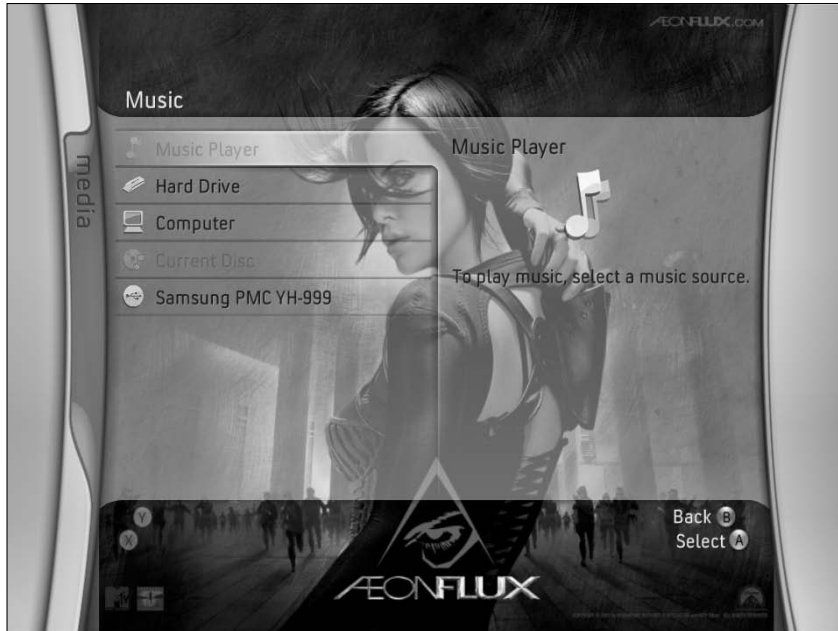 ÆONFLUX.COM
Music
media
Music Player
Hard Drive
Computer
Current Disc
Samsung PMC YH-999
Music Player
To play music, select a music source.
Y
X
Back B
Select A
ÆONFLUX
MTV